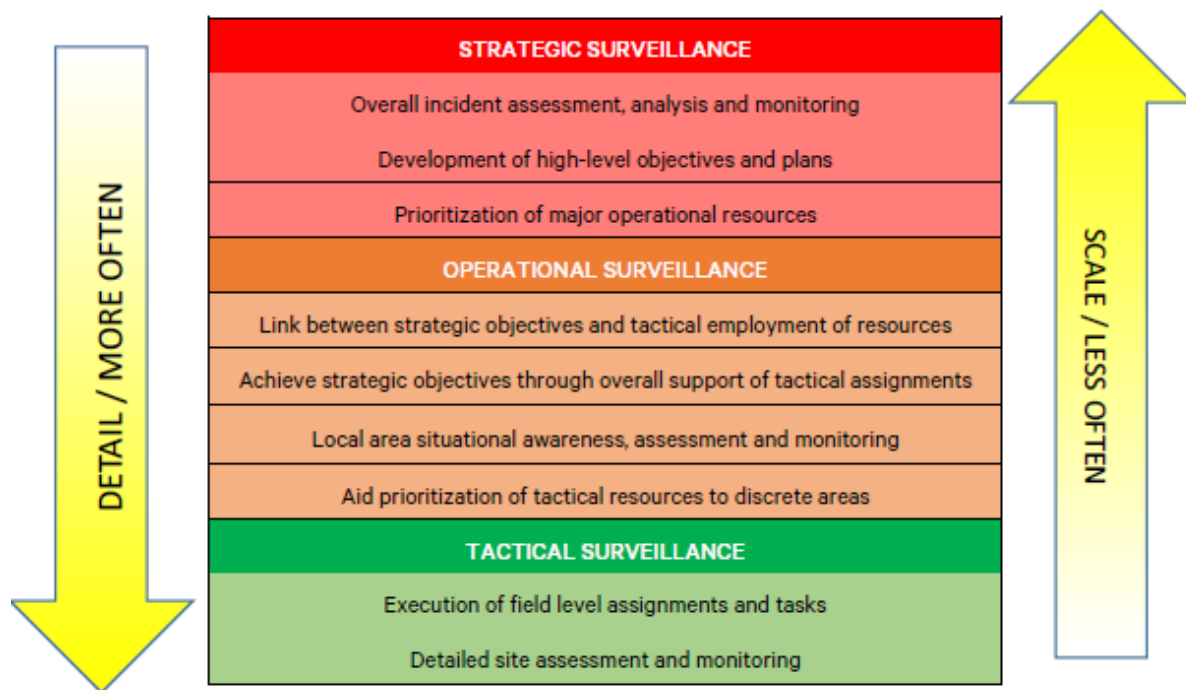 DETAIL / MORE OFTEN
STRATEGIC SURVEILLANCE
Overall incident assessment, analysis and monitoring
Development of high-level objectives and plans
Prioritization of major operational resources
OPERATIONAL SURVEILLANCE
Link between strategic objectives and tactical employment of resources
Achieve strategic objectives through overall support of tactical assignments
Local area situational awareness, assessment and monitoring
Aid prioritization of tactical resources to discrete areas
TACTICAL SURVEILLANCE
Execution of field level assignments and tasks
Detailed site assessment and monitoring
SCALE / LESS OFTEN